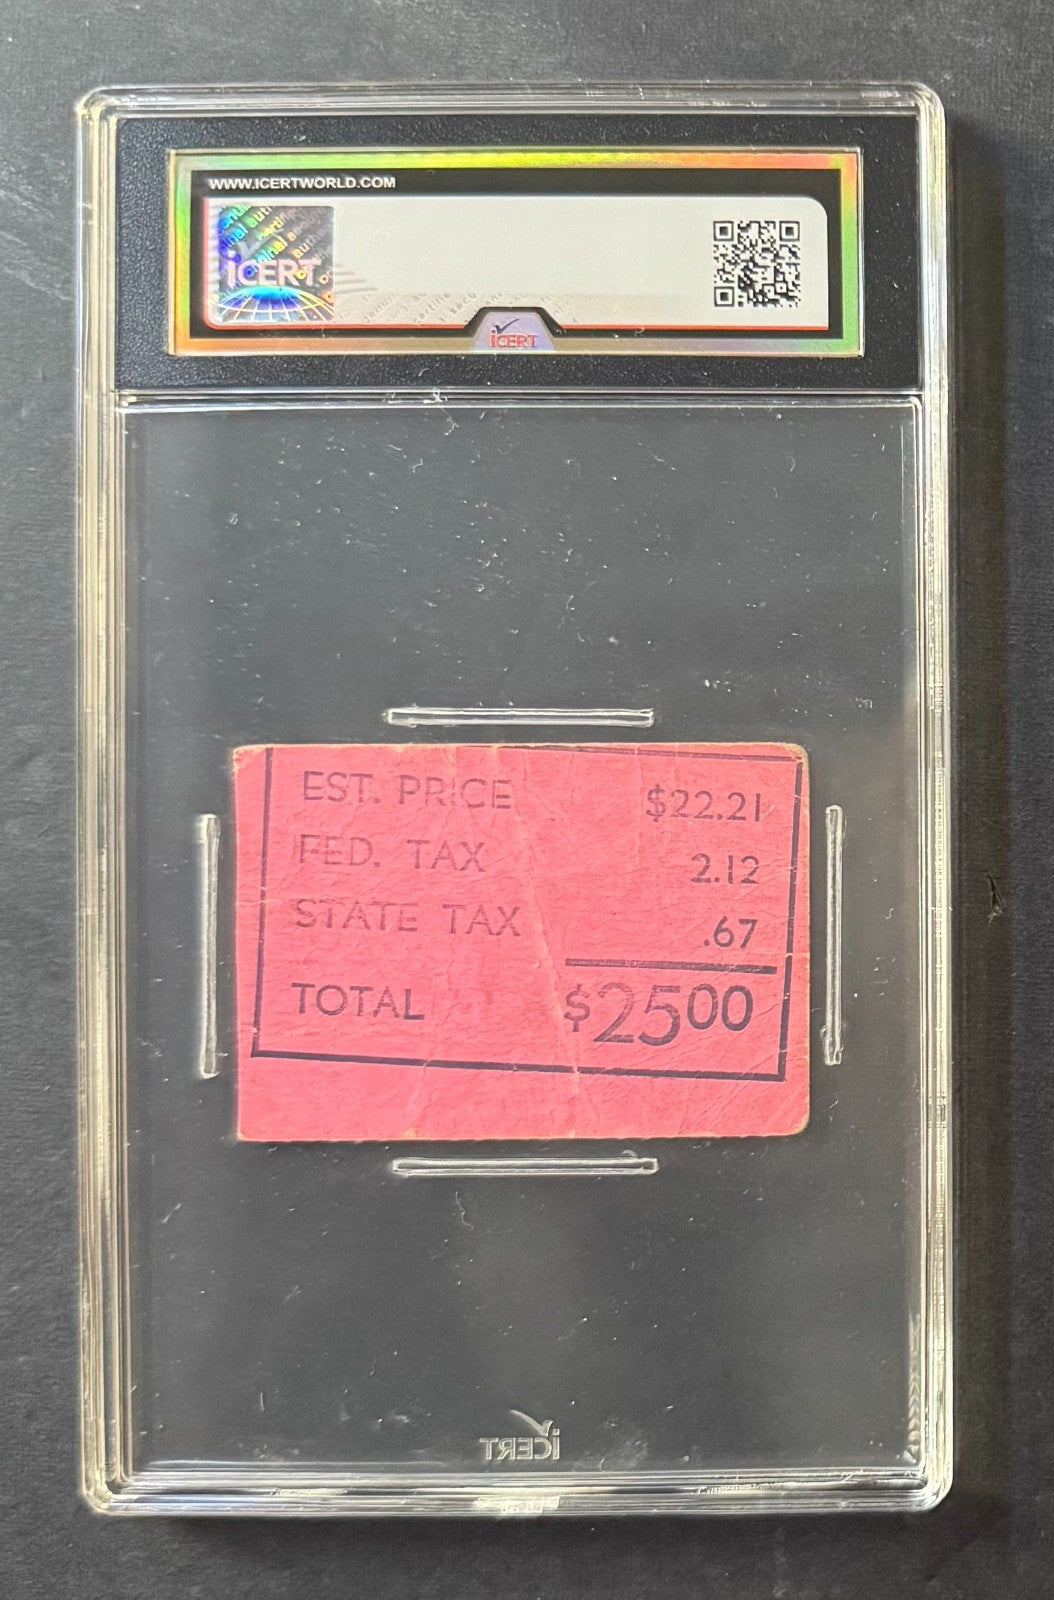 WWW.ICERTWORLD.COM
iCERT
iCERT
EST. PRICE $22.21
FED. TAX 2.12
STATE TAX .67
TOTAL $2500
iCERT